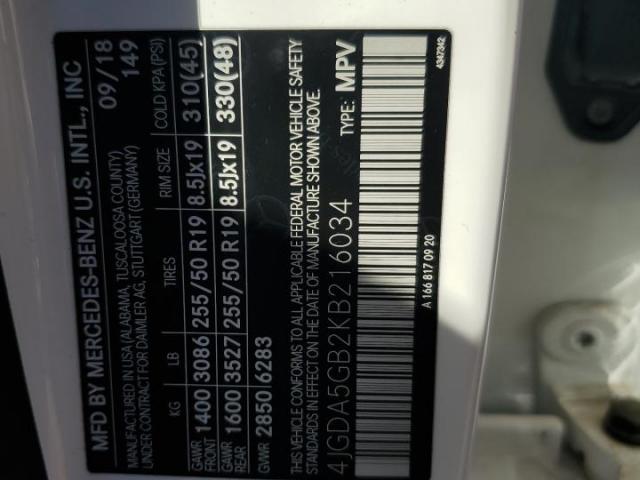 MFD BY MERCEDES-BENZ U.S. INTL., INC
MANUFACTURED IN USA (ALABAMA, TUSCALOOSA COUNTY) 09/18
MANUFACTURED FOR DAIMLER AG, STUTTGART (GERMANY) 149
KG LB TIRES RIM SIZE COLD KPA (PSI)
GAWR FRONT 1400 3086 255/50 R19 8.5Jx19 310(45)
GAWR REAR 1600 3527 255/50 R19 8.5Jx19 330(48)
GVWR 2850 6283
THIS VEHICLE CONFORMS TO ALL APPLICABLE FEDERAL MOTOR VEHICLE SAFETY
STANDARDS IN EFFECT ON THE DATE OF MANUFACTURE SHOWN ABOVE.
4JGDA5GB2KB216034 TYPE: MPV
A 166 817 09 20
4347342